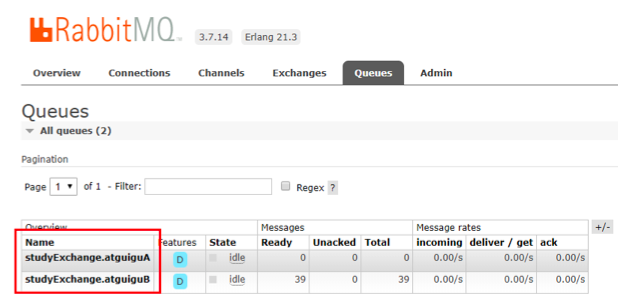 RabbitMQ 3.7.14 Erlang 21.3
Overview Connections Channels Exchanges Queues Admin
Queues
All queues (2)
Pagination
Page 1 of 1 - Filter: Regex ?
Overview Messages Message rates +/-
Name Features State Ready Unacked Total incoming deliver / get ack
studyExchange.atguiguA D idle 0 0 0 0.00/s 0.00/s 0.00/s
studyExchange.atguiguB D idle 39 0 39 0.00/s 0.00/s 0.00/s